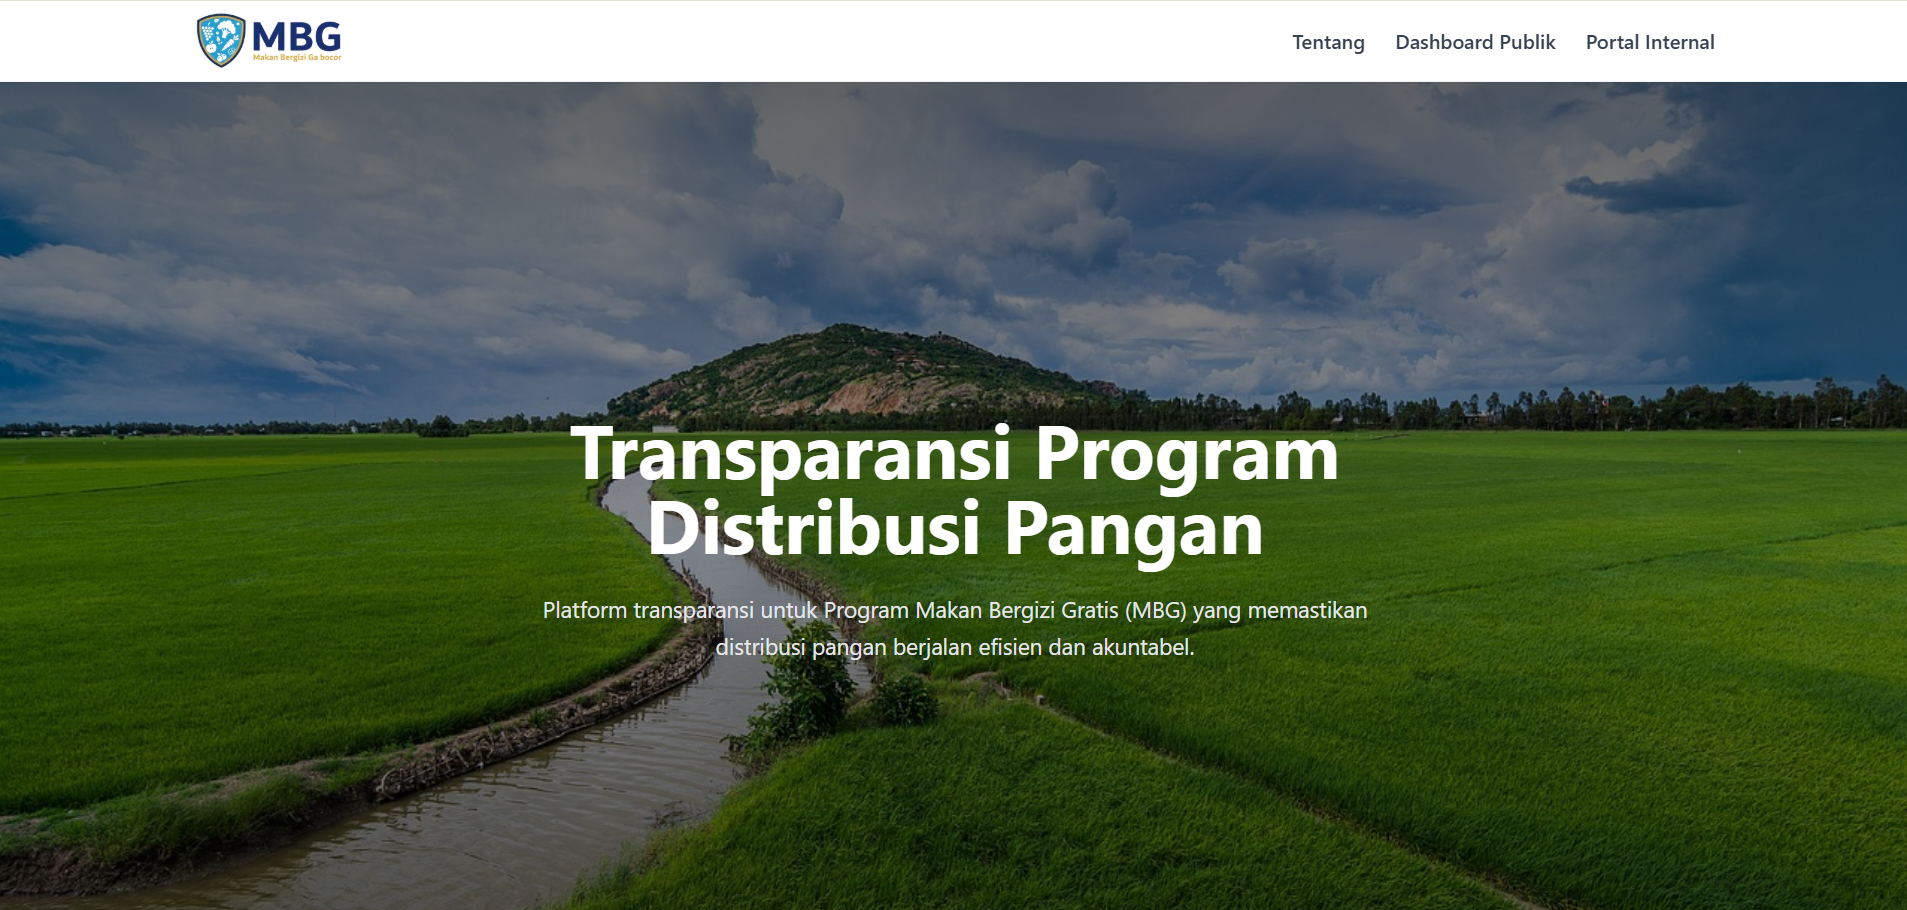 MBG
Makan Bergizi Ga bocor
Tentang
Dashboard Publik
Portal Internal
Transparansi Program
Distribusi Pangan
Platform transparansi untuk Program Makan Bergizi Gratis (MBG) yang memastikan
distribusi pangan berjalan efisien dan akuntabel.